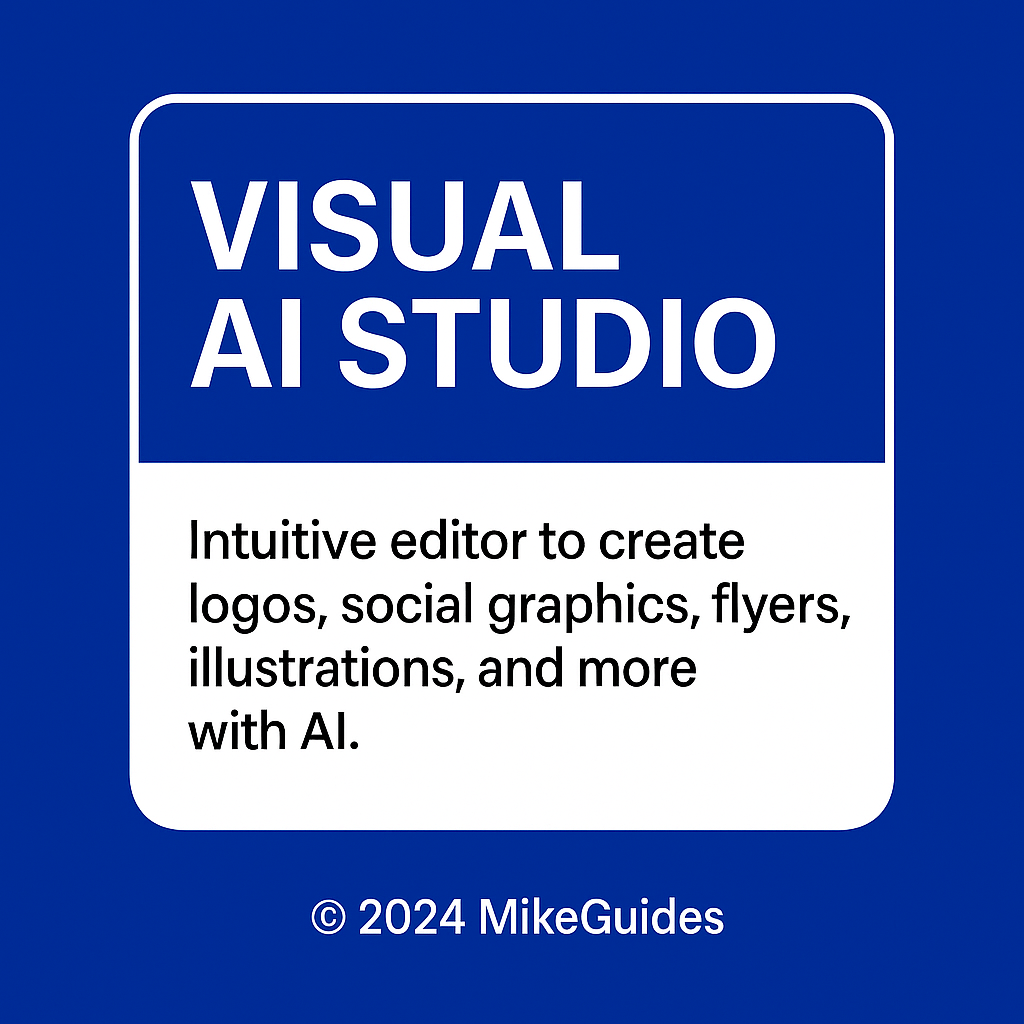 VISUAL
AI STUDIO
Intuitive editor to create
logos, social graphics, flyers,
illustrations, and more
with AI.
© 2024 MikeGuides